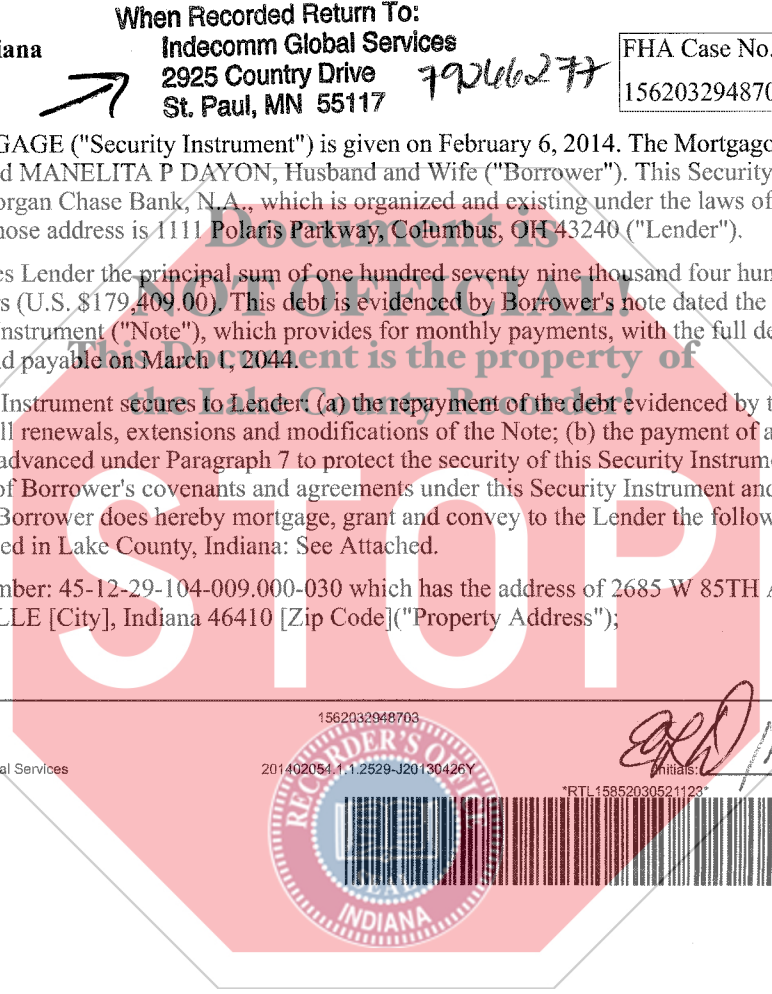 When Recorded Return To:
iana
Indecomm Global Services
2925 Country Drive
St. Paul, MN 55117
79266277
FHA Case No.
156203294870
GAGE ("Security Instrument") is given on February 6, 2014. The Mortgago
d MANELITA P DAYON, Husband and Wife ("Borrower"). This Security
organ Chase Bank, N.A., which is organized and existing under the laws of
hose address is 1111 Polaris Parkway, Columbus, OH 43240 ("Lender").
Document is
es Lender the principal sum of one hundred seventy nine thousand four hun
NOT OFFICIAL!
s (U.S. $179,409.00). This debt is evidenced by Borrower's note dated the
nstrument ("Note"), which provides for monthly payments, with the full de
d payable on March 1, 2044.
This Document is the property of
the Lake County Recorder!
Instrument secures to Lender: (a) the repayment of the debt evidenced by t
ll renewals, extensions and modifications of the Note; (b) the payment of a
advanced under Paragraph 7 to protect the security of this Security Instrum
of Borrower's covenants and agreements under this Security Instrument and
Borrower does hereby mortgage, grant and convey to the Lender the follow
ed in Lake County, Indiana: See Attached.
STOP
mber: 45-12-29-104-009.000-030 which has the address of 2685 W 85TH A
LLE [City], Indiana 46410 [Zip Code]("Property Address");
1562032948703
al Services
201402054.1.1.2529-J20130426Y
Initials:
*RTL15852030521123*
RECORDER'S OFFICE
SEAL
INDIANA